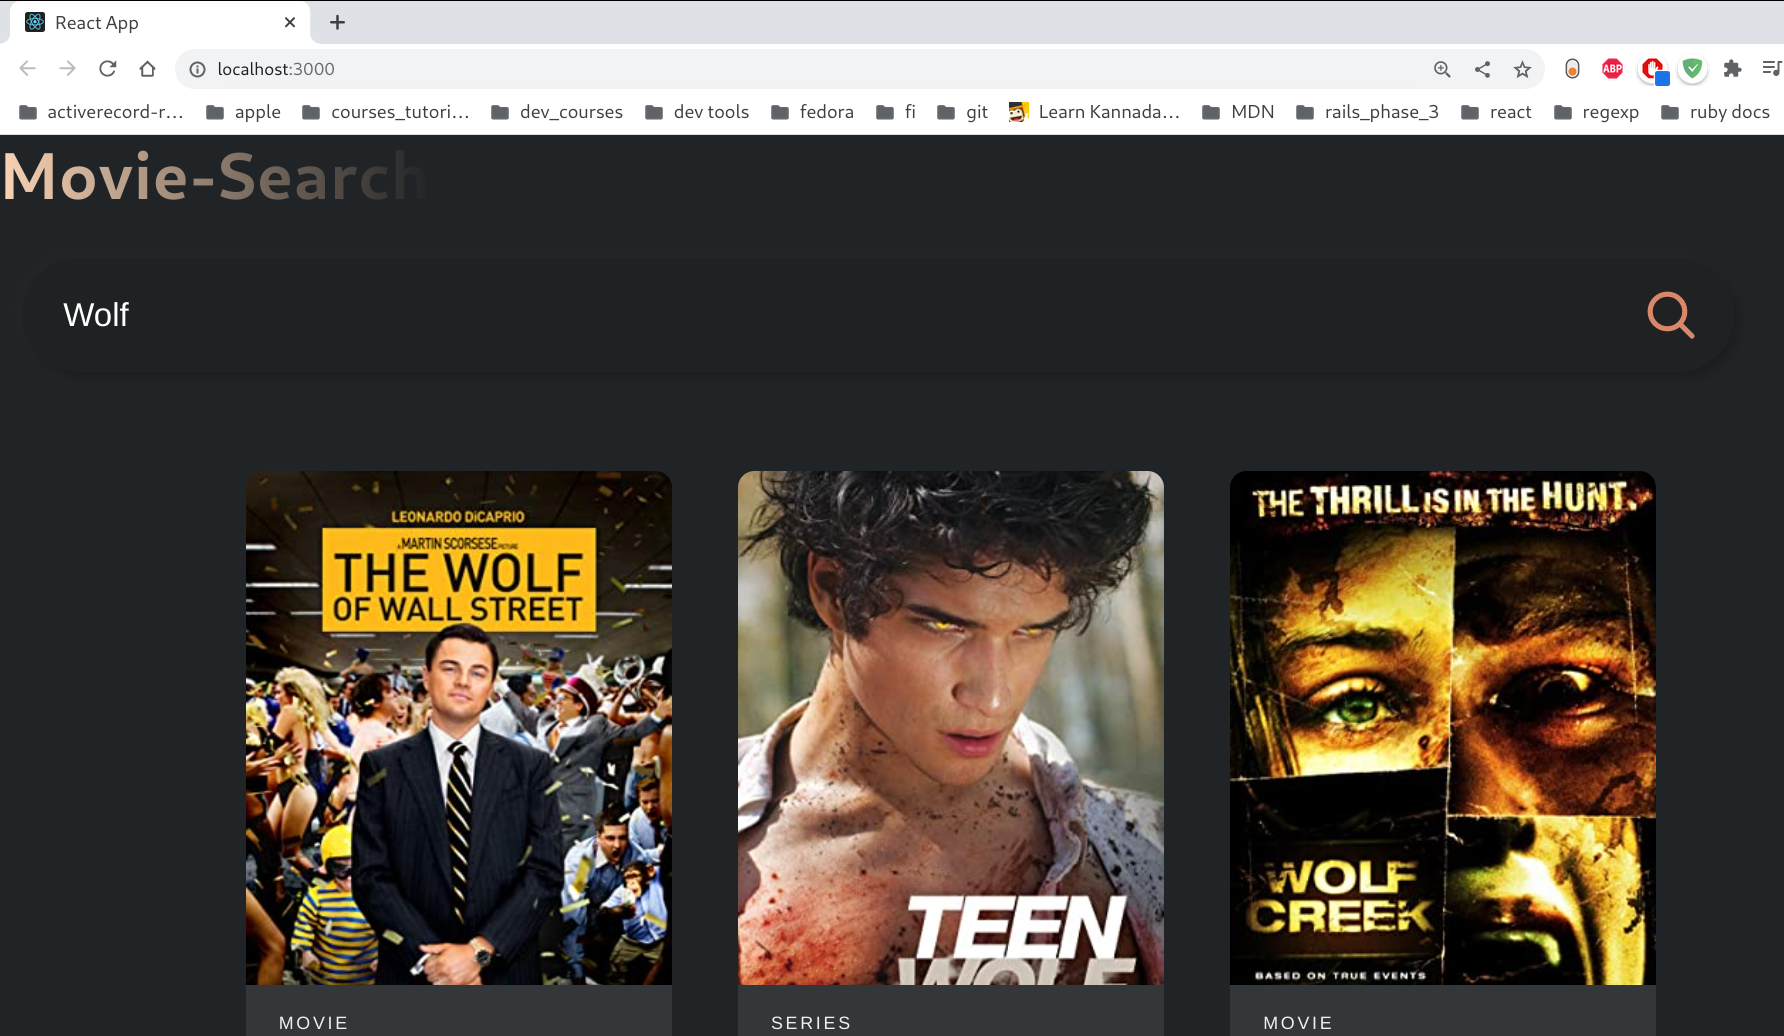 React App
localhost:3000
ABP
activerecord-r...
apple
courses_tutori...
dev_courses
dev tools
fedora
fi
git
Learn Kannada...
MDN
rails_phase_3
react
regexp
ruby docs
Movie-Search
Wolf
LEONARDO DiCAPRIO
A MARTIN SCORSESE PICTURE
THE WOLF
OF WALL STREET
TEEN
WOLF
THE THRILL IS IN THE HUNT.
WOLF
CREEK
BASED ON TRUE EVENTS
MOVIE
SERIES
MOVIE